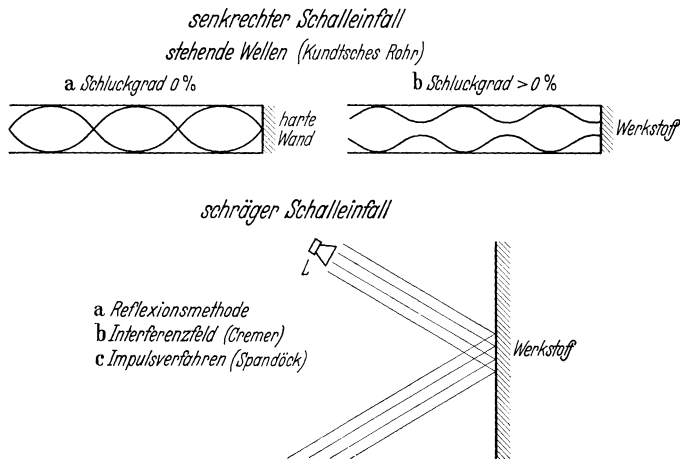 senkrechter Schalleinfall
stehende Wellen (Kundtsches Rohr)
a Schluckgrad 0%
b Schluckgrad > 0%
harte
Wand
Werkstoff
schräger Schalleinfall
L
a Reflexionsmethode
b Interferenzfeld (Cremer)
c Impulsverfahren (Spandöck)
Werkstoff